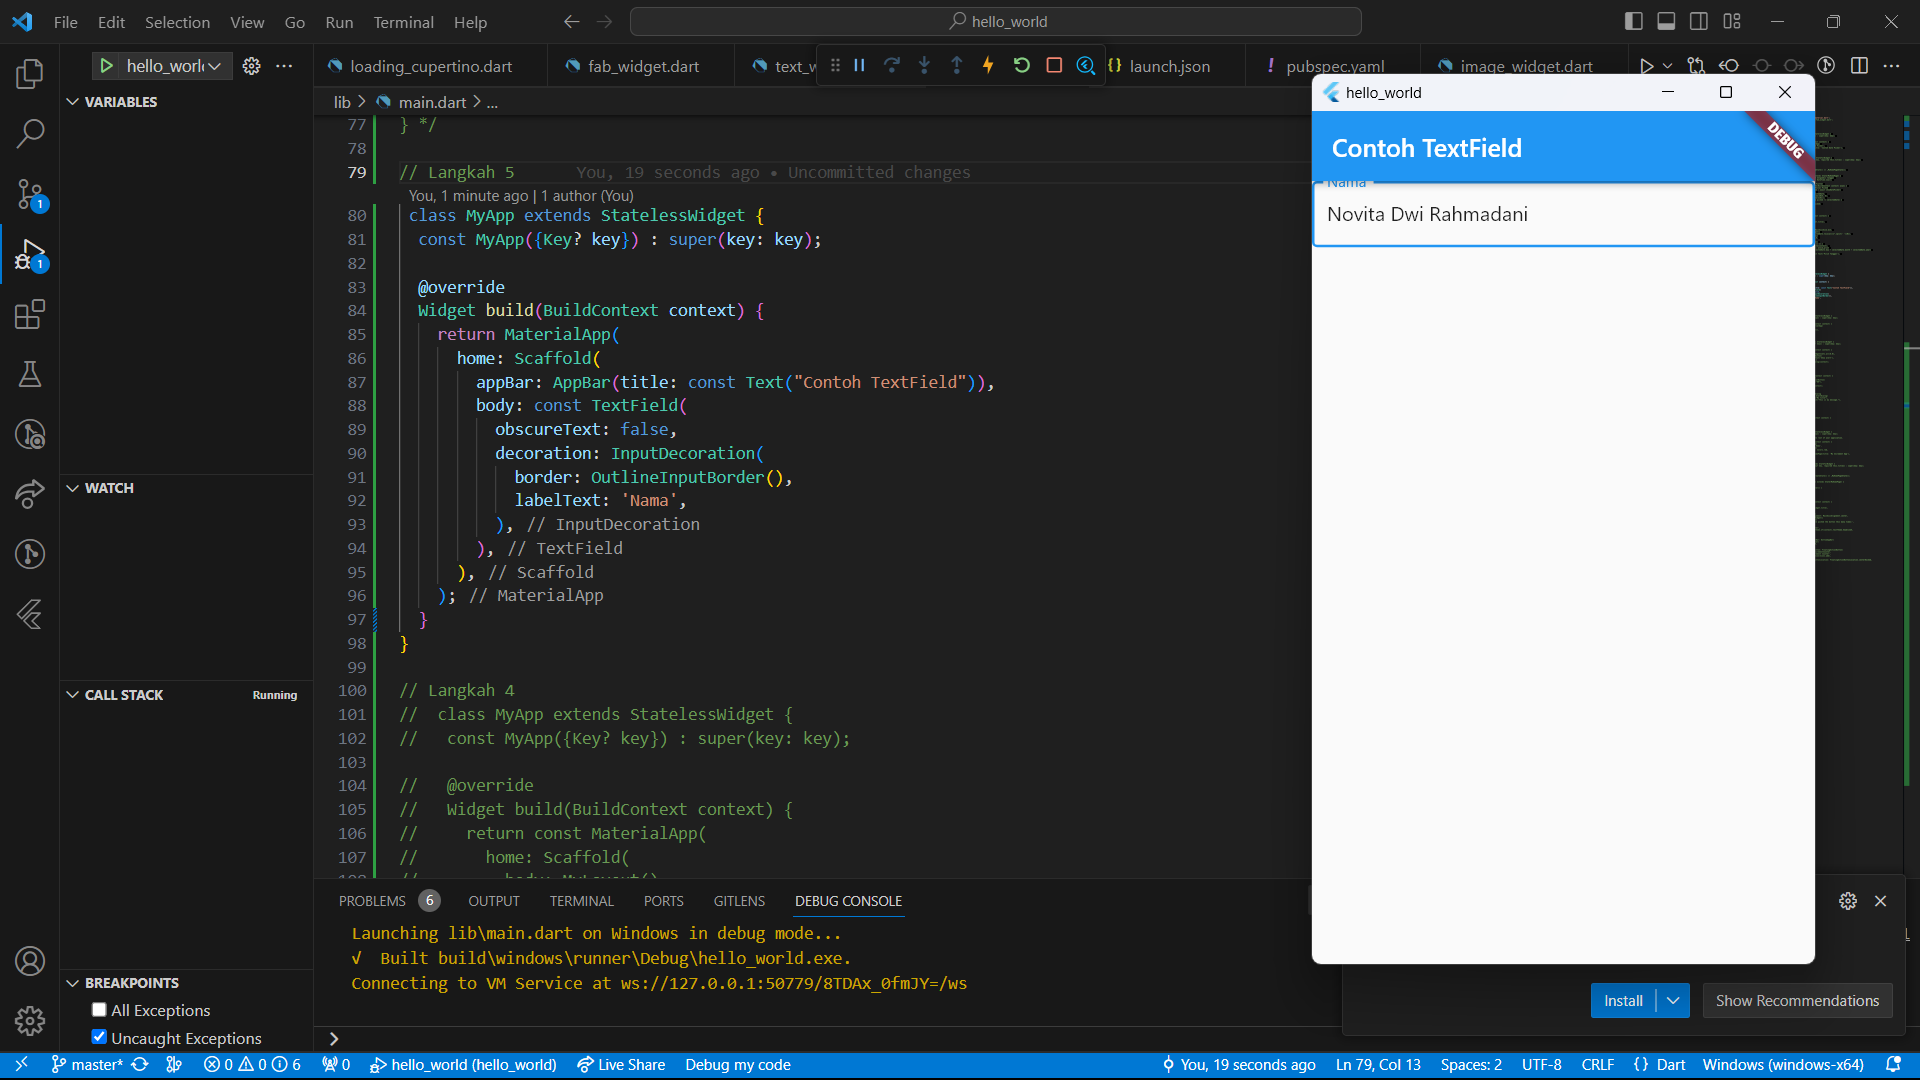 File Edit Selection View Go Run Terminal Help
hello_world
hello_worl
loading_cupertino.dart
fab_widget.dart
text_w
launch.json
pubspec.yaml
image_widget.dart
VARIABLES
WATCH
CALL STACK
Running
BREAKPOINTS
All Exceptions
Uncaught Exceptions
lib > main.dart > ...
77 } */
78
79 // Langkah 5 You, 19 seconds ago • Uncommitted changes
You, 1 minute ago | 1 author (You)
80 class MyApp extends StatelessWidget {
81 const MyApp({Key? key}) : super(key: key);
82
83 @override
84 Widget build(BuildContext context) {
85 return MaterialApp(
86 home: Scaffold(
87 appBar: AppBar(title: const Text("Contoh TextField")),
88 body: const TextField(
89 obscureText: false,
90 decoration: InputDecoration(
91 border: OutlineInputBorder(),
92 labelText: 'Nama',
93 ), // InputDecoration
94 ), // TextField
95 ), // Scaffold
96 ); // MaterialApp
97 }
98 }
99
100 // Langkah 4
101 // class MyApp extends StatelessWidget {
102 // const MyApp({Key? key}) : super(key: key);
103
104 // @override
105 // Widget build(BuildContext context) {
106 // return const MaterialApp(
107 // home: Scaffold(
108 // body: MyLayout()
hello_world
Contoh TextField
DEBUG
Nama
Novita Dwi Rahmadani
PROBLEMS 6 OUTPUT TERMINAL PORTS GITLENS DEBUG CONSOLE
Launching lib\main.dart on Windows in debug mode...
√ Built build\windows\runner\Debug\hello_world.exe.
Connecting to VM Service at ws://127.0.0.1:50779/8TDAx_0fmJY=/ws
Install
Show Recommendations
1
1
master* 0 0 6 0 hello_world (hello_world) Live Share Debug my code You, 19 seconds ago Ln 79, Col 13 Spaces: 2 UTF-8 CRLF {} Dart Windows (windows-x64)